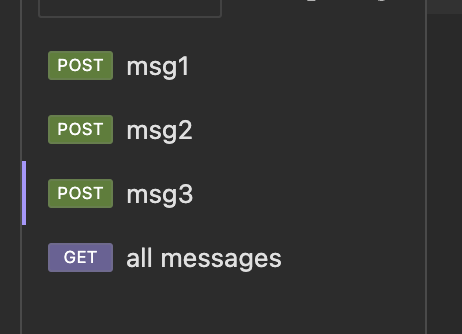 POST msg1
POST msg2
POST msg3
GET all messages